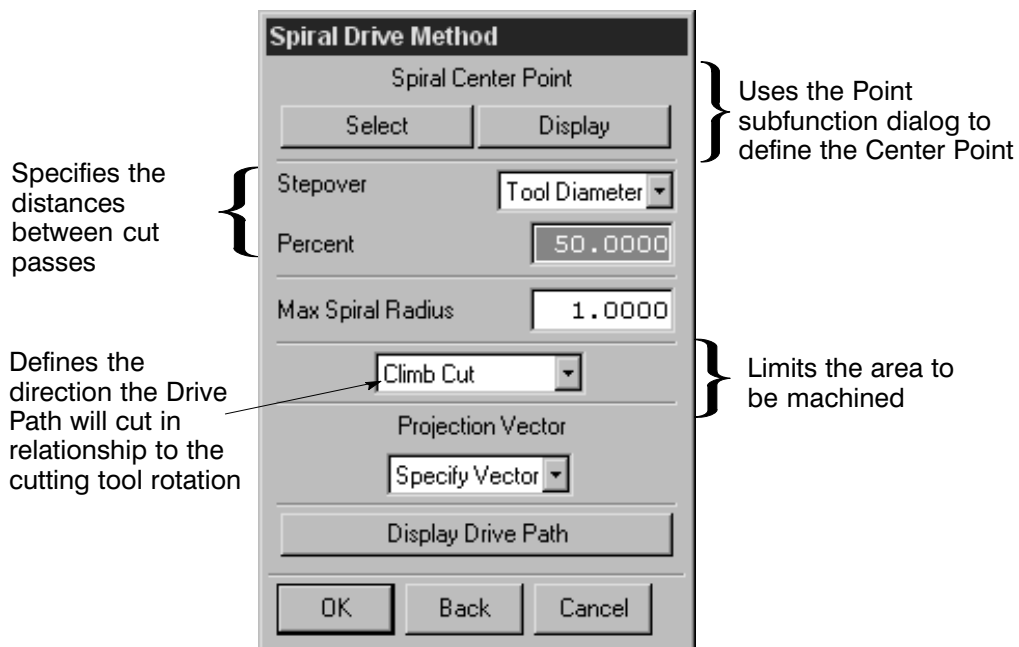 Spiral Drive Method
Spiral Center Point
Select Display
Uses the Point
subfunction dialog to
define the Center Point
Specifies the
distances
between cut
passes
Stepover Tool Diameter
Percent 50.0000
Max Spiral Radius 1.0000
Defines the
direction the Drive
Path will cut in
relationship to the
cutting tool rotation
Climb Cut
Limits the area to
be machined
Projection Vector
Specify Vector
Display Drive Path
OK Back Cancel